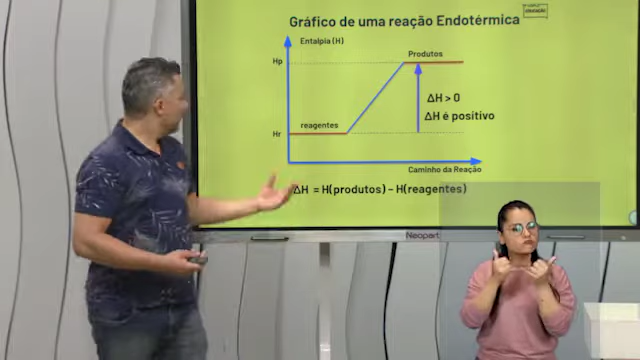 Gráfico de uma reação Endotérmica
Entalpia (H)
Hp
Produtos
ΔH > 0
ΔH é positivo
reagentes
Hr
Caminho da Reação
ΔH = H(produtos) – H(reagentes)
Neopart